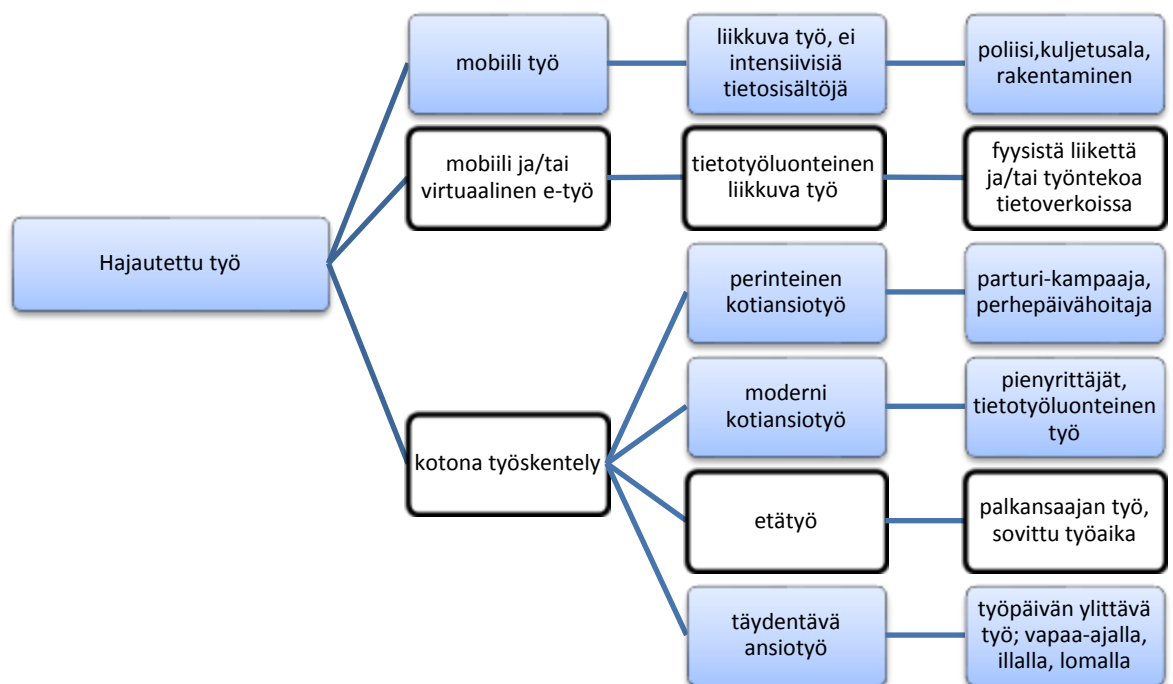 mobiili työ
liikkuva työ, ei
intensiivisiä
tietosisältöjä
poliisi,kuljetusala,
rakentaminen
mobiili ja/tai
virtuaalinen e-työ
tietotyöluonteinen
liikkuva työ
fyysistä liikettä
ja/tai työntekoa
tietoverkoissa
Hajautettu työ
perinteinen
kotiansiotyö
parturi-kampaaja,
perhepäivähoitaja
moderni
kotiansiotyö
pienyrittäjät,
tietotyöluonteinen
työ
kotona työskentely
etätyö
palkansaajan työ,
sovittu työaika
täydentävä
ansiotyö
työpäivän ylittävä
työ; vapaa-ajalla,
illalla, lomalla